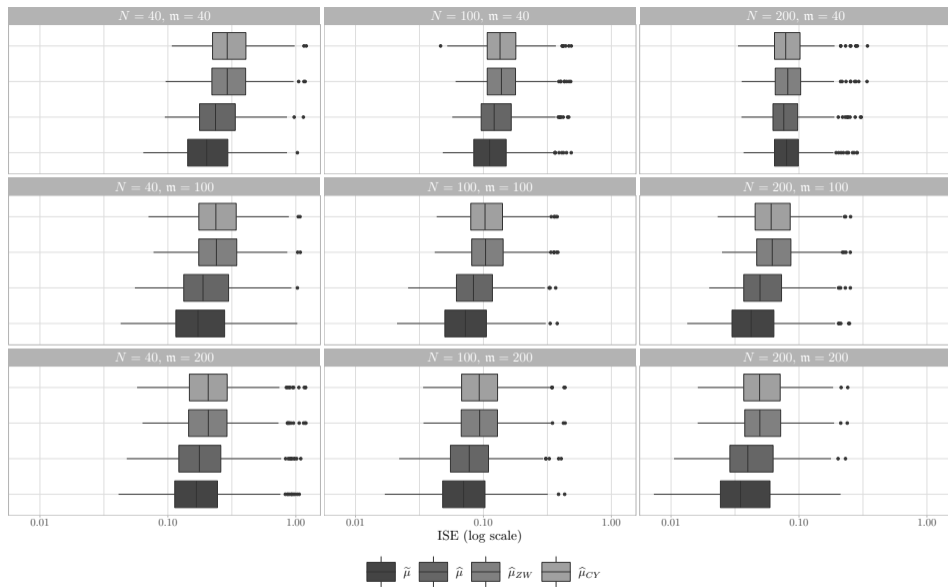 N = 40, 𝔪 = 40 N = 100, 𝔪 = 40 N = 200, 𝔪 = 40
N = 40, 𝔪 = 100 N = 100, 𝔪 = 100 N = 200, 𝔪 = 100
N = 40, 𝔪 = 200 N = 100, 𝔪 = 200 N = 200, 𝔪 = 200
0.01 0.10 1.00 0.01 0.10 1.00 0.01 0.10 1.00
ISE (log scale)
μ̃ μ̂ μ̂_ZW μ̂_CY